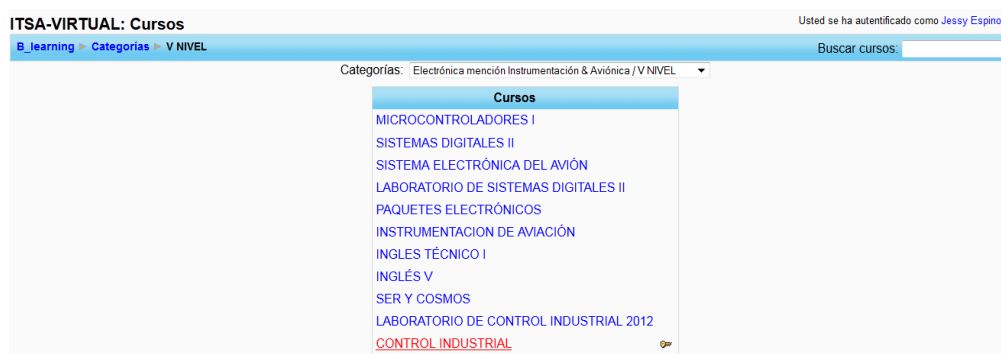 ITSA-VIRTUAL: Cursos
Usted se ha autentificado como Jessy Espino
B_learning ► Categorías ► V NIVEL
Buscar cursos:
Categorías: Electrónica mención Instrumentación & Aviónica / V NIVEL
Cursos
MICROCONTROLADORES I
SISTEMAS DIGITALES II
SISTEMA ELECTRÓNICA DEL AVIÓN
LABORATORIO DE SISTEMAS DIGITALES II
PAQUETES ELECTRÓNICOS
INSTRUMENTACION DE AVIACIÓN
INGLES TÉCNICO I
INGLÉS V
SER Y COSMOS
LABORATORIO DE CONTROL INDUSTRIAL 2012
CONTROL INDUSTRIAL